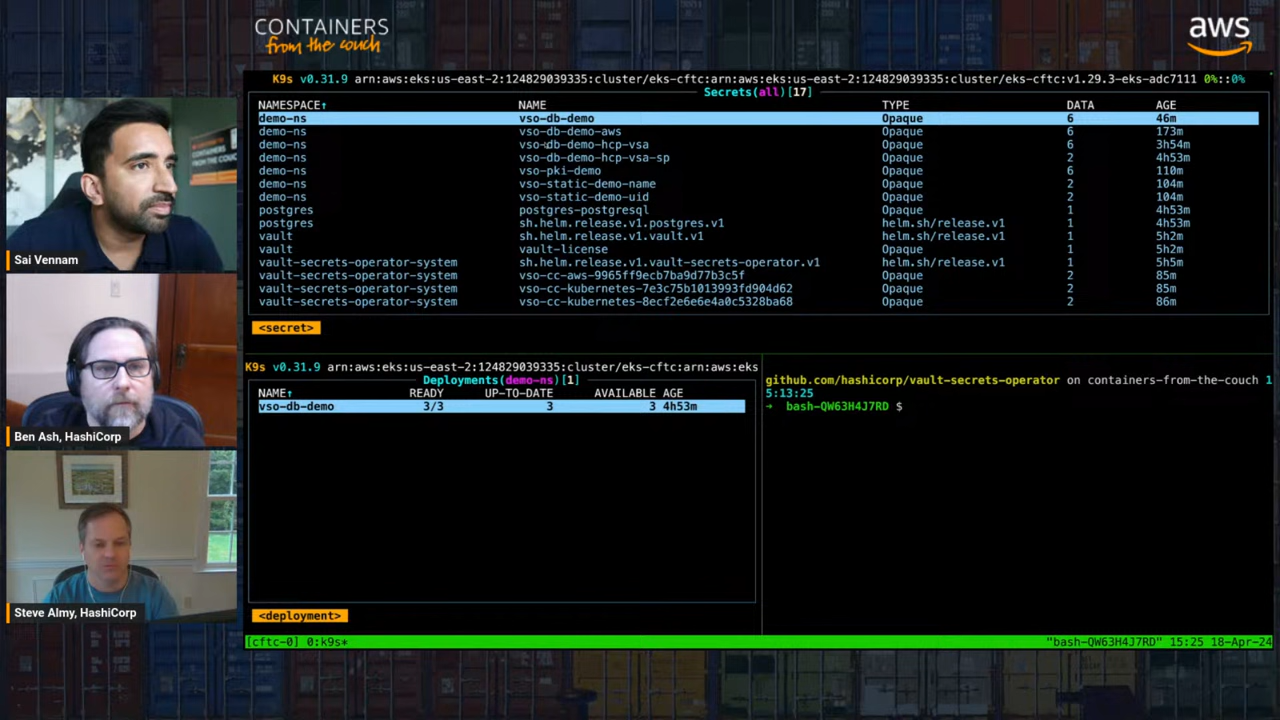 CONTAINERS
from the couch
aws
K9s v0.31.9 arn:aws:eks:us-east-2:124829039335:cluster/eks-cftc:arn:aws:eks:us-east-2:124829039335:cluster/eks-cftc:v1.29.3-eks-adc7111 0%::0%
Secrets(all)[17]
NAMESPACE↑ NAME TYPE DATA AGE
demo-ns vso-db-demo Opaque 6 46m
demo-ns vso-db-demo-aws Opaque 6 173m
demo-ns vso-db-demo-hcp-vsa Opaque 6 3h54m
demo-ns vso-db-demo-hcp-vsa-sp Opaque 2 4h53m
demo-ns vso-pki-demo Opaque 6 110m
demo-ns vso-static-demo-name Opaque 2 104m
demo-ns vso-static-demo-uid Opaque 2 104m
postgres postgres-postgresql Opaque 1 4h53m
postgres sh.helm.release.v1.postgres.v1 helm.sh/release.v1 1 4h53m
vault sh.helm.release.v1.vault.v1 helm.sh/release.v1 1 5h2m
vault vault-license Opaque 1 5h2m
vault-secrets-operator-system sh.helm.release.v1.vault-secrets-operator.v1 helm.sh/release.v1 1 5h5m
vault-secrets-operator-system vso-cc-aws-9965ff9ecb7ba9d77b3c5f Opaque 2 85m
vault-secrets-operator-system vso-cc-kubernetes-7e3c75b1013993fd904d62 Opaque 2 85m
vault-secrets-operator-system vso-cc-kubernetes-8ecf2e6e6e4a0c5328ba68 Opaque 2 86m
<secret>
K9s v0.31.9 arn:aws:eks:us-east-2:124829039335:cluster/eks-cftc:arn:aws:eks
Deployments(demo-ns)[1]
NAME↑ READY UP-TO-DATE AVAILABLE AGE
vso-db-demo 3/3 3 3 4h53m
<deployment>
github.com/hashicorp/vault-secrets-operator on containers-from-the-couch 1
5:13:25
→ bash-QW63H4J7RD $
[cftc-0] 0:k9s* "bash-QW63H4J7RD" 15:25 18-Apr-24
Sai Vennam
Ben Ash, HashiCorp
Steve Almy, HashiCorp